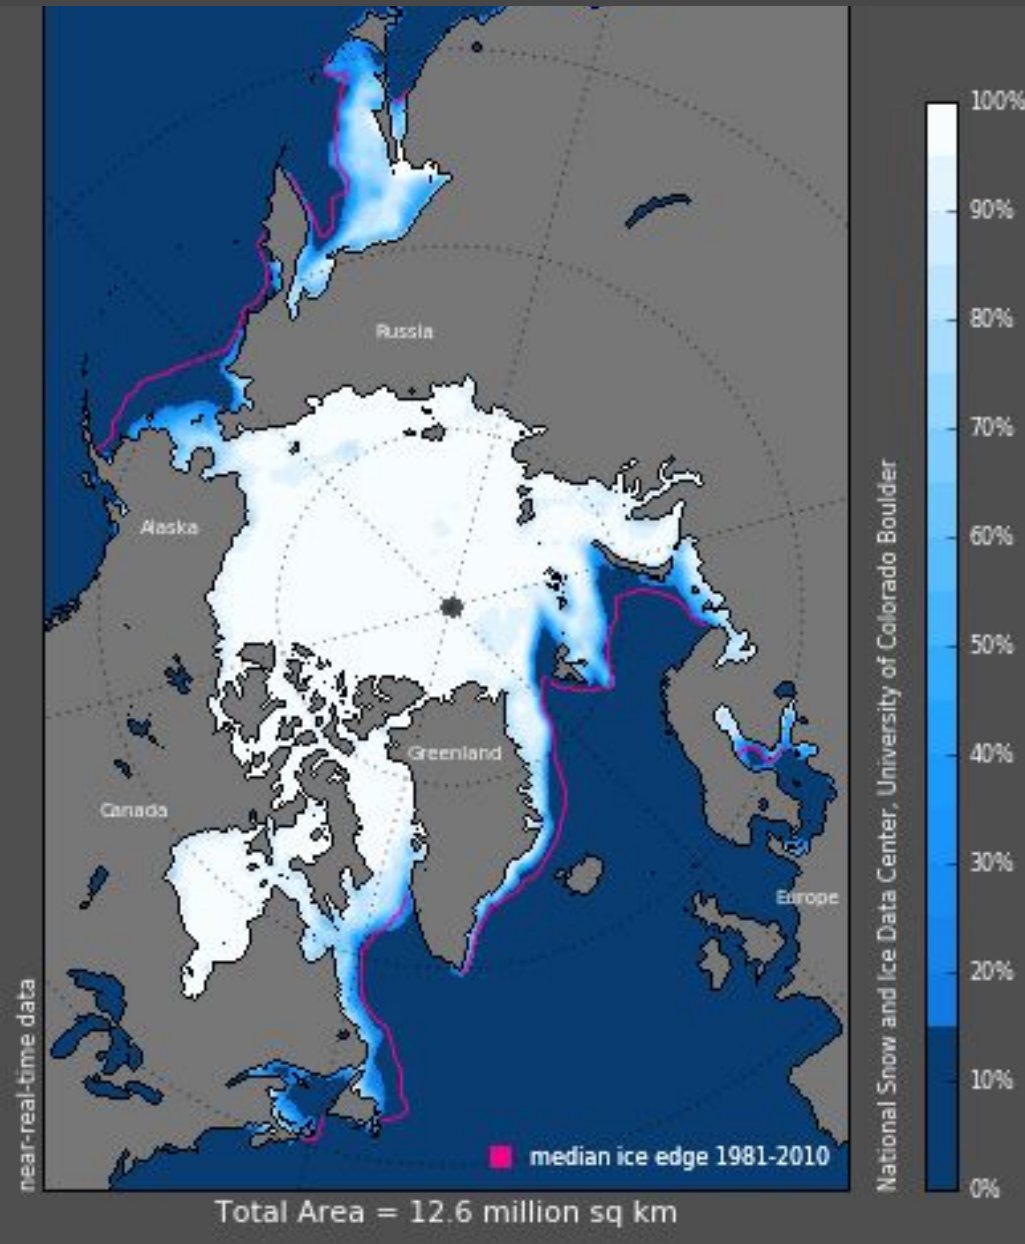 100%
90%
80%
70%
60%
50%
40%
30%
20%
10%
0%
Russia
Alaska
Greenland
Canada
Europe
near-real-time data
National Snow and Ice Data Center, University of Colorado Boulder
median ice edge 1981-2010
Total Area = 12.6 million sq km